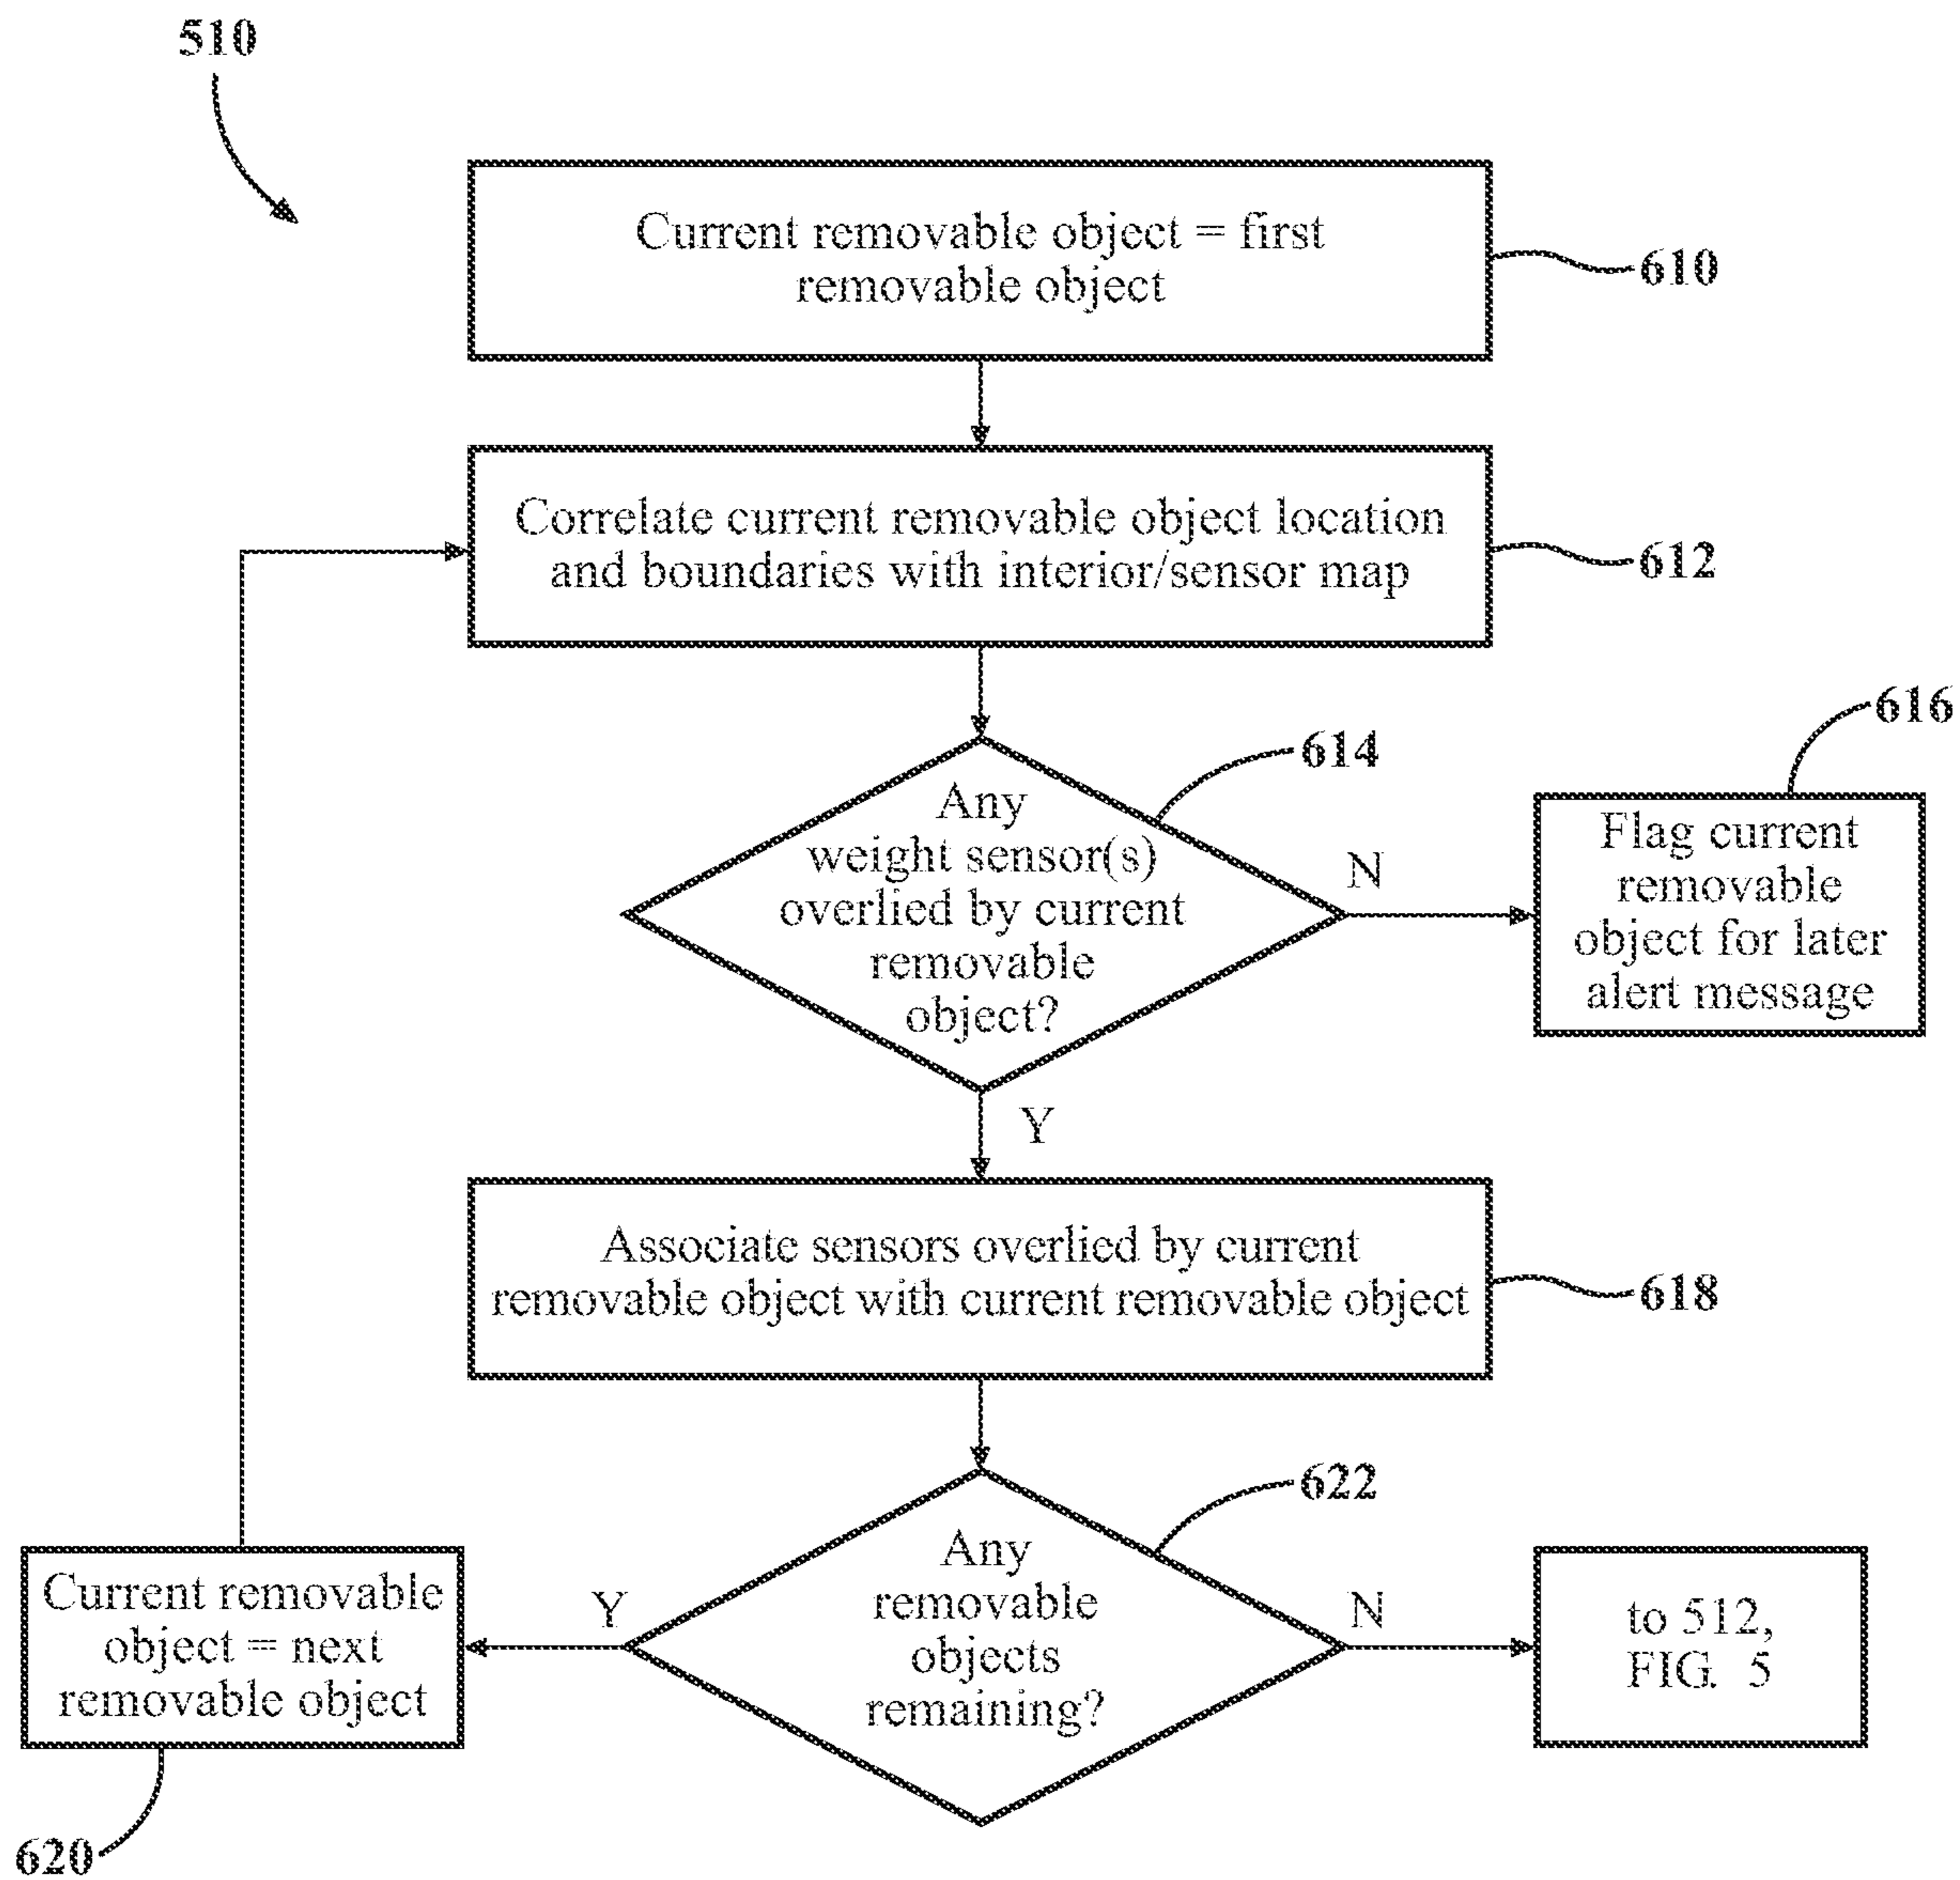 510
Current removable object = first
removable object
610
Correlate current removable object location
and boundaries with interior/sensor map
612
614
616
Any
weight sensor(s)
overlied by current
removable
object?
N
Flag current
removable
object for later
alert message
Y
Associate sensors overlied by current
removable object with current removable object
618
622
Any
removable
objects
remaining?
Y
N
Current removable
object = next
removable object
to 512,
FIG. 5
620